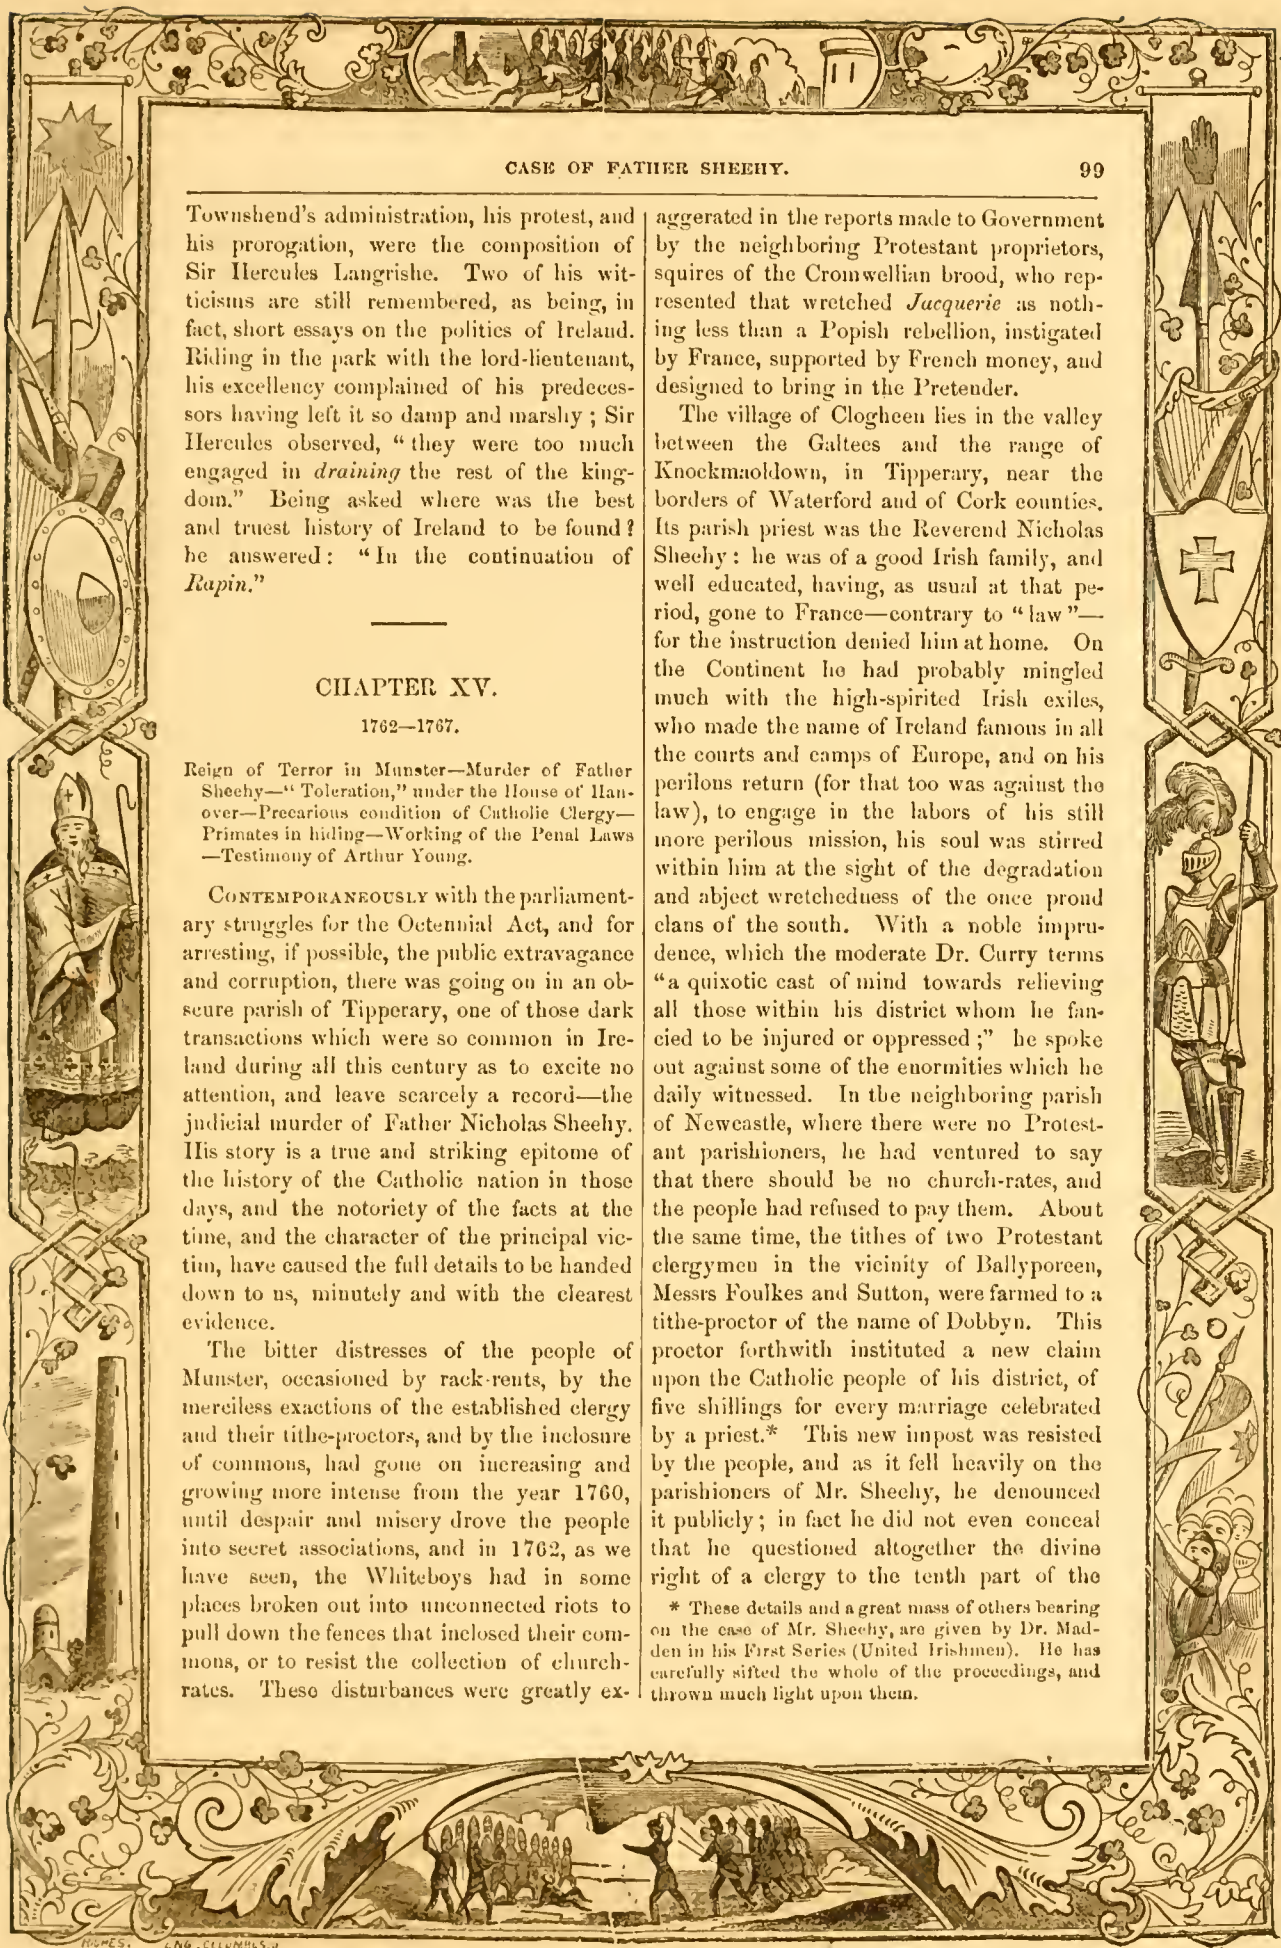 CASE OF FATHER SHEEHY.
99
Townshend's administration, his protest, and
his prorogation, were the composition of
Sir Hercules Langrishe. Two of his wit-
ticisms are still remembered, as being, in
fact, short essays on the politics of Ireland.
Riding in the park with the lord-lieutenant,
his excellency complained of his predeces-
sors having left it so damp and marshy ; Sir
Hercules observed, “ they were too much
engaged in draining the rest of the king-
dom.” Being asked where was the best
and truest history of Ireland to be found ?
he answered : “ In the continuation of
Rapin.”
CHAPTER XV.
1762—1767.
Reign of Terror in Munster—Murder of Father
Sheehy—“ Toleration,” under the House of Han-
over—Precarious condition of Catholic Clergy—
Primates in hiding—Working of the Penal Laws
—Testimony of Arthur Young.
CONTEMPORANEOUSLY with the parliament-
ary struggles for the Octennial Act, and for
arresting, if possible, the public extravagance
and corruption, there was going on in an ob-
scure parish of Tipperary, one of those dark
transactions which were so common in Ire-
land during all this century as to excite no
attention, and leave scarcely a record—the
judicial murder of Father Nicholas Sheehy.
His story is a true and striking epitome of
the history of the Catholic nation in those
days, and the notoriety of the facts at the
time, and the character of the principal vic-
tim, have caused the full details to be handed
down to us, minutely and with the clearest
evidence.
The bitter distresses of the people of
Munster, occasioned by rack-rents, by the
merciless exactions of the established clergy
and their tithe-proctors, and by the inclosure
of commons, had gone on increasing and
growing more intense from the year 1760,
until despair and misery drove the people
into secret associations, and in 1762, as we
have seen, the Whiteboys had in some
places broken out into unconnected riots to
pull down the fences that inclosed their com-
mons, or to resist the collection of church-
rates. These disturbances were greatly ex-
aggerated in the reports made to Government
by the neighboring Protestant proprietors,
squires of the Cromwellian brood, who rep-
resented that wretched Jacquerie as noth-
ing less than a Popish rebellion, instigated
by France, supported by French money, and
designed to bring in the Pretender.
The village of Clogheen lies in the valley
between the Galtees and the range of
Knockmaoldown, in Tipperary, near the
borders of Waterford and of Cork counties.
Its parish priest was the Reverend Nicholas
Sheehy : he was of a good Irish family, and
well educated, having, as usual at that pe-
riod, gone to France—contrary to “ law ”—
for the instruction denied him at home. On
the Continent he had probably mingled
much with the high-spirited Irish exiles,
who made the name of Ireland famous in all
the courts and camps of Europe, and on his
perilous return (for that too was against the
law), to engage in the labors of his still
more perilous mission, his soul was stirred
within him at the sight of the degradation
and abject wretchedness of the once proud
clans of the south. With a noble impru-
dence, which the moderate Dr. Curry terms
“ a quixotic cast of mind towards relieving
all those within his district whom he fan-
cied to be injured or oppressed ;” he spoke
out against some of the enormities which he
daily witnessed. In the neighboring parish
of Newcastle, where there were no Protest-
ant parishioners, he had ventured to say
that there should be no church-rates, and
the people had refused to pay them. About
the same time, the tithes of two Protestant
clergymen in the vicinity of Ballyporeen,
Messrs Foulkes and Sutton, were farmed to a
tithe-proctor of the name of Dobbyn. This
proctor forthwith instituted a new claim
upon the Catholic people of his district, of
five shillings for every marriage celebrated
by a priest.* This new impost was resisted
by the people, and as it fell heavily on the
parishioners of Mr. Sheehy, he denounced
it publicly ; in fact he did not even conceal
that he questioned altogether the divine
right of a clergy to the tenth part of the
* These details and a great mass of others bearing
on the case of Mr. Sheehy, are given by Dr. Mad-
den in his First Series (United Irishmen). He has
carefully sifted the whole of the proceedings, and
thrown much light upon them.